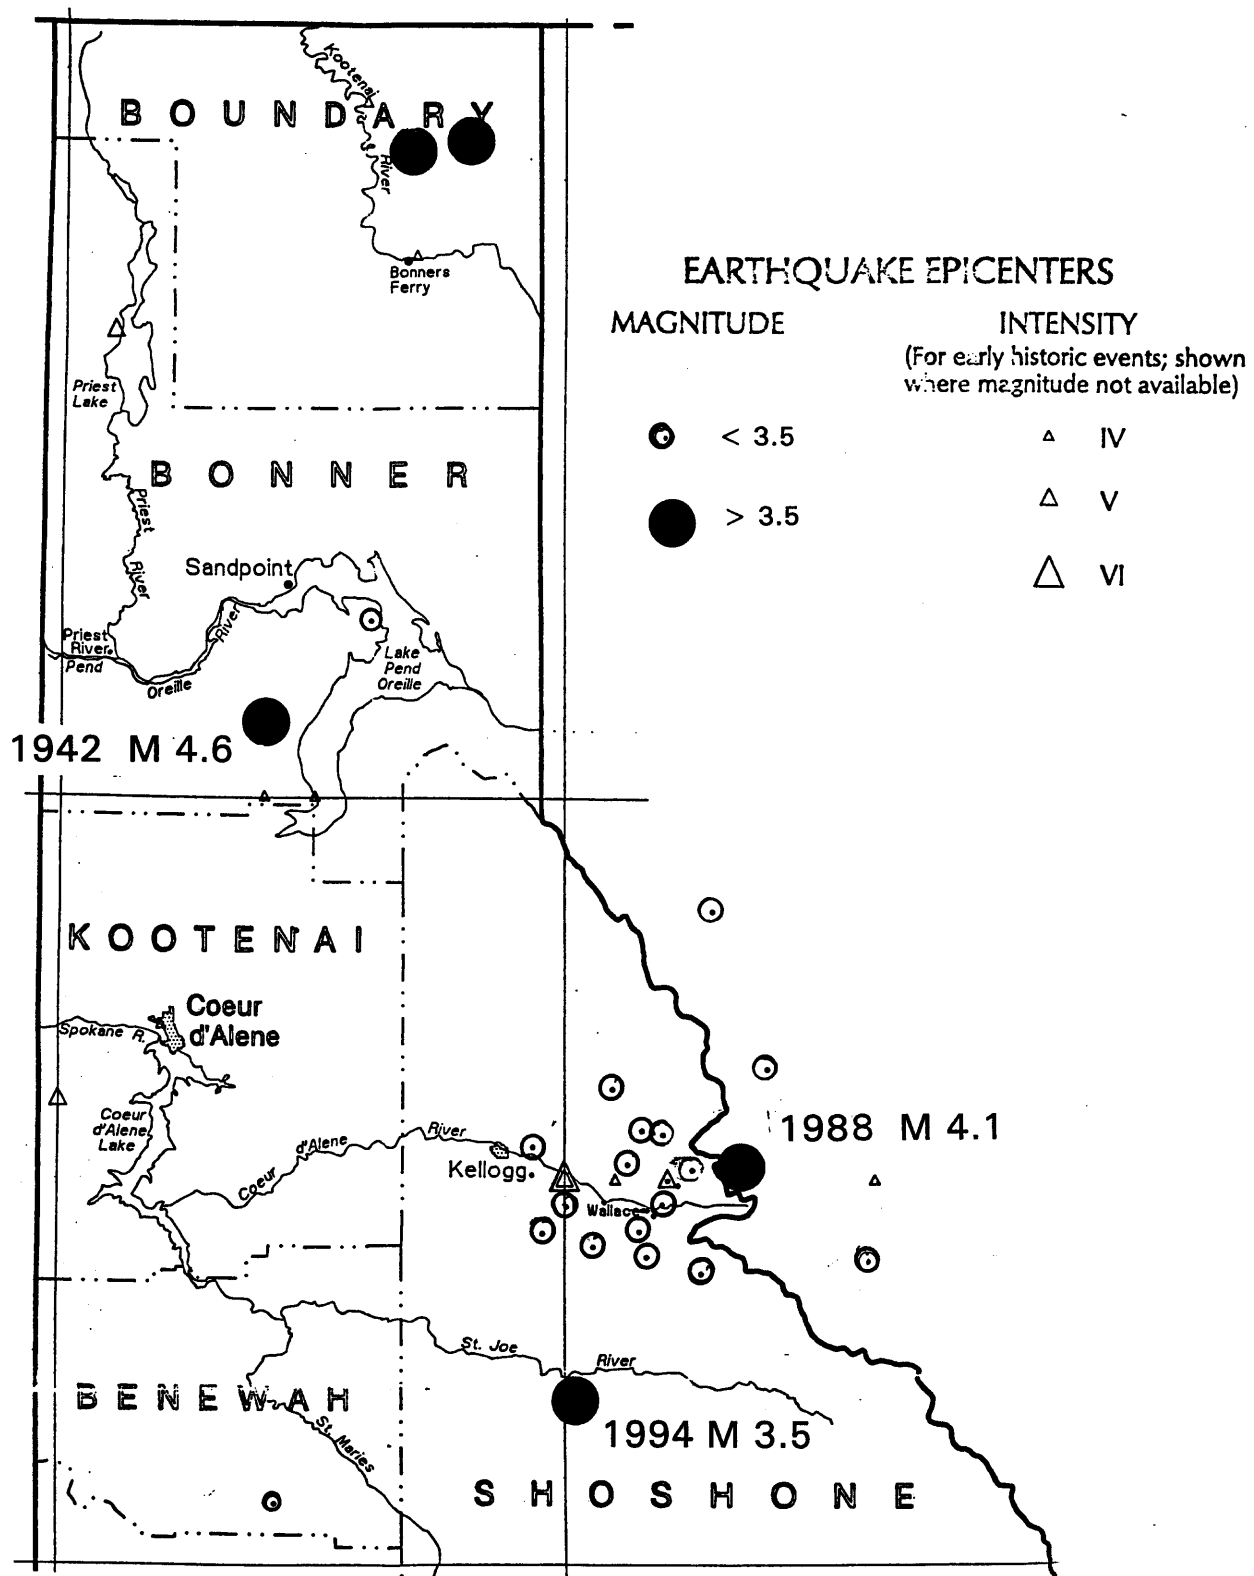 Kootenai
BOUNDARY
River
Bonners
Ferry
EARTHQUAKE EPICENTERS
MAGNITUDE
INTENSITY
(For early historic events; shown
where magnitude not available)
< 3.5
IV
> 3.5
V
VI
Priest
Lake
BONNER
Priest
River
Sandpoint
River
Priest
River
Pend
Oreille
Lake
Pend
Oreille
1942 M 4.6
KOOTENAI
Coeur
d'Alene
Spokane R.
Coeur
d'Alene
Lake
Coeur
d'Alene
River
Kellogg
Wallace
1988 M 4.1
St. Joe
River
BENEWAH
St. Maries
1994 M 3.5
SHOSHONE